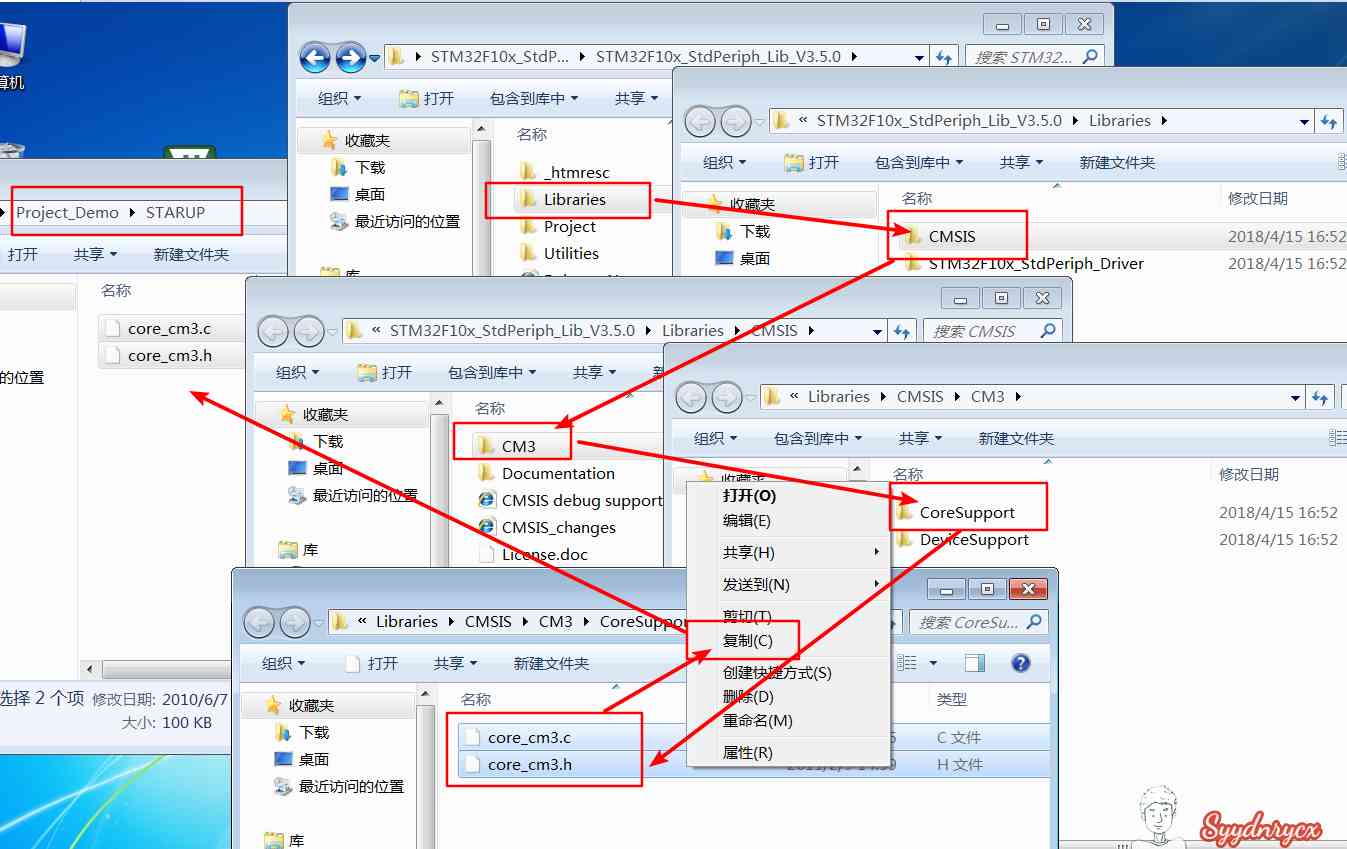 算机
STM32F10x_StdP... STM32F10x_StdPeriph_Lib_V3.5.0
搜索 STM32...
组织 打开 包含到库中 共享
收藏夹
下载
桌面
最近访问的位置
库
名称
_htmresc
Libraries
Project
Utilities
« STM32F10x_StdPeriph_Lib_V3.5.0 Libraries
组织 打开 包含到库中 共享 新建文件夹
收藏夹
下载
桌面
名称 修改日期
CMSIS 2018/4/15 16:52
STM32F10x_StdPeriph_Driver 2018/4/15 16:52
Project_Demo STARUP
打开 共享 新建文件夹
名称
core_cm3.c
core_cm3.h
的位置
选择 2 个项 修改日期: 2010/6/7
大小: 100 KB
« STM32F10x_StdPeriph_Lib_V3.5.0 Libraries CMSIS
搜索 CMSIS
组织 打开 包含到库中 共享
收藏夹
下载
桌面
最近访问的位置
库
名称
CM3
Documentation
CMSIS debug support
CMSIS_changes
License.doc
« Libraries CMSIS CM3
组织 包含到库中 共享 新建文件夹
收藏夹
名称 修改日期
CoreSupport 2018/4/15 16:52
DeviceSupport 2018/4/15 16:52
打开(O)
编辑(E)
共享(H)
发送到(N)
剪切(T)
复制(C)
创建快捷方式(S)
删除(D)
重命名(M)
属性(R)
« Libraries CMSIS CM3 CoreSuppor
搜索 CoreSu...
组织 打开 共享 新建文件夹
收藏夹
下载
桌面
最近访问的位置
库
名称 类型
core_cm3.c C 文件
core_cm3.h H 文件
Syydnrycx